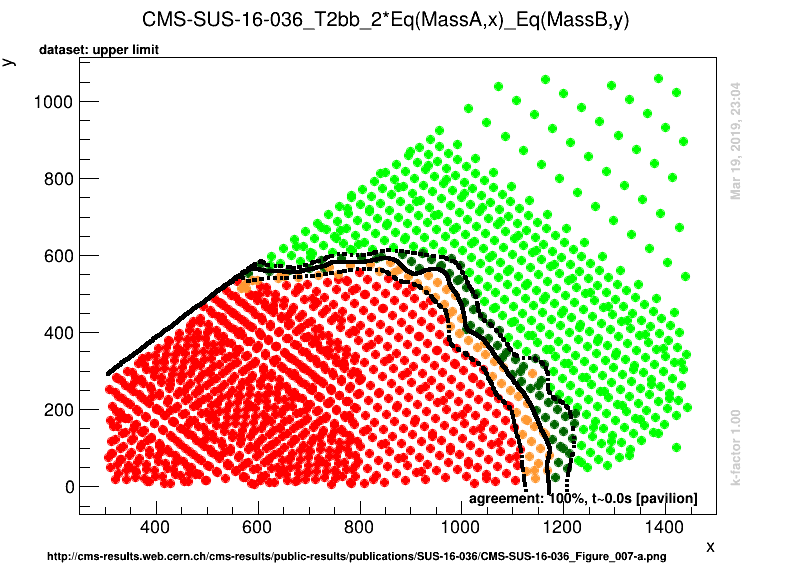 CMS-SUS-16-036_T2bb_2*Eq(MassA,x)_Eq(MassB,y)
dataset: upper limit
y
1000
800
600
400
200
0
400
600
800
1000
1200
1400
x
agreement: 100%, t~0.0s [pavilion]
Mar 19, 2019, 23:04
k-factor 1.00
http://cms-results.web.cern.ch/cms-results/public-results/publications/SUS-16-036/CMS-SUS-16-036_Figure_007-a.png